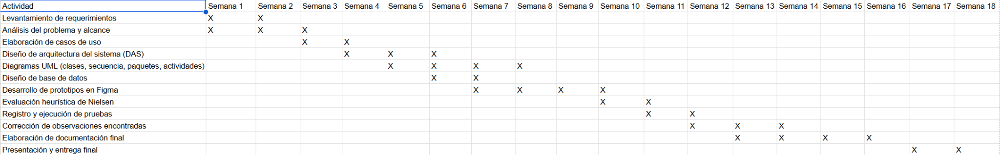 Actividad Semana 1 Semana 2 Semana 3 Semana 4 Semana 5 Semana 6 Semana 7 Semana 8 Semana 9 Semana 10 Semana 11 Semana 12 Semana 13 Semana 14 Semana 15 Semana 16 Semana 17 Semana 18
Levantamiento de requerimientos X X
Análisis del problema y alcance X X X
Elaboración de casos de uso X X
Diseño de arquitectura del sistema (DAS) X X X
Diagramas UML (clases, secuencia, paquetes, actividades) X X X X
Diseño de base de datos X X
Desarrollo de prototipos en Figma X X X X
Evaluación heurística de Nielsen X X
Registro y ejecución de pruebas X X
Corrección de observaciones encontradas X X X
Elaboración de documentación final X X X X
Presentación y entrega final X X